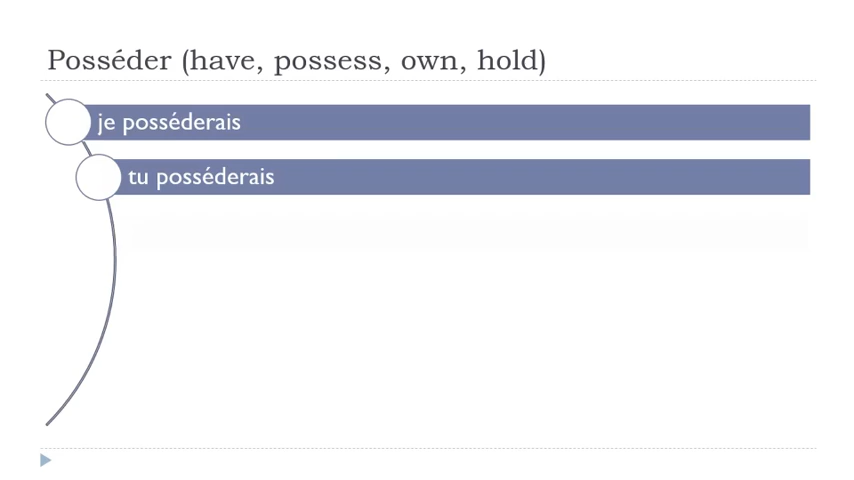 Posséder (have, possess, own, hold)
je posséderais
tu posséderais